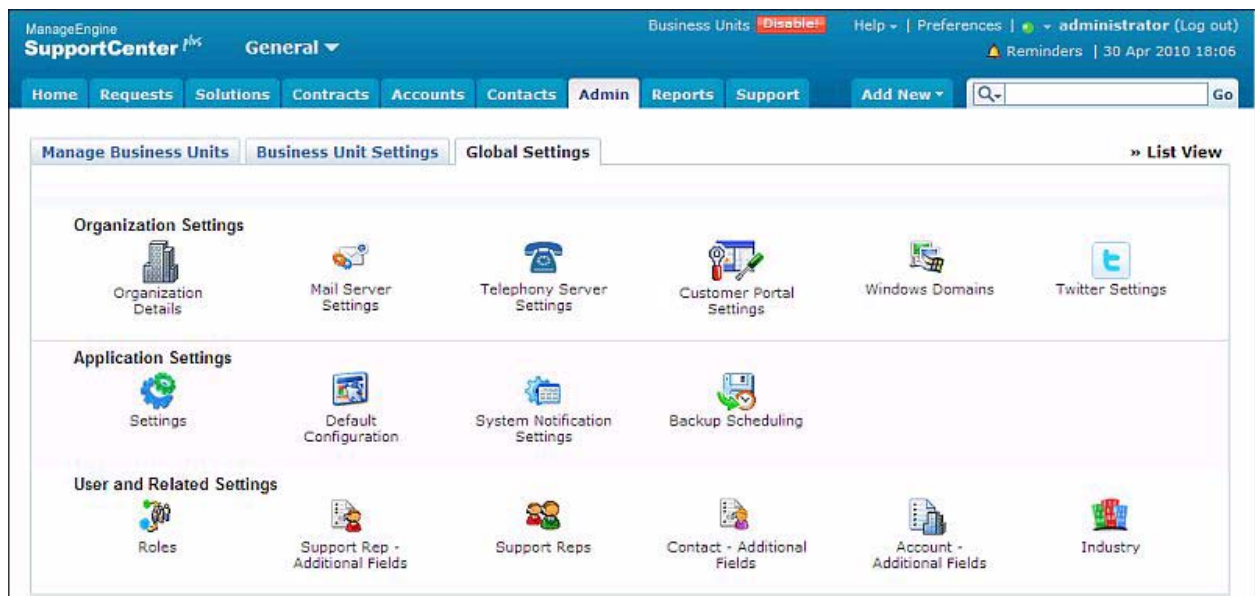 ManageEngine
SupportCenter plus
General
Business Units Disable!
Help | Preferences | administrator (Log out)
Reminders | 30 Apr 2010 18:06
Home Requests Solutions Contracts Accounts Contacts Admin Reports Support Add New Go
Manage Business Units Business Unit Settings Global Settings » List View
Organization Settings
Organization
Details
Mail Server
Settings
Telephony Server
Settings
Customer Portal
Settings
Windows Domains
Twitter Settings
Application Settings
Settings
Default
Configuration
System Notification
Settings
Backup Scheduling
User and Related Settings
Roles
Support Rep -
Additional Fields
Support Reps
Contact - Additional
Fields
Account -
Additional Fields
Industry